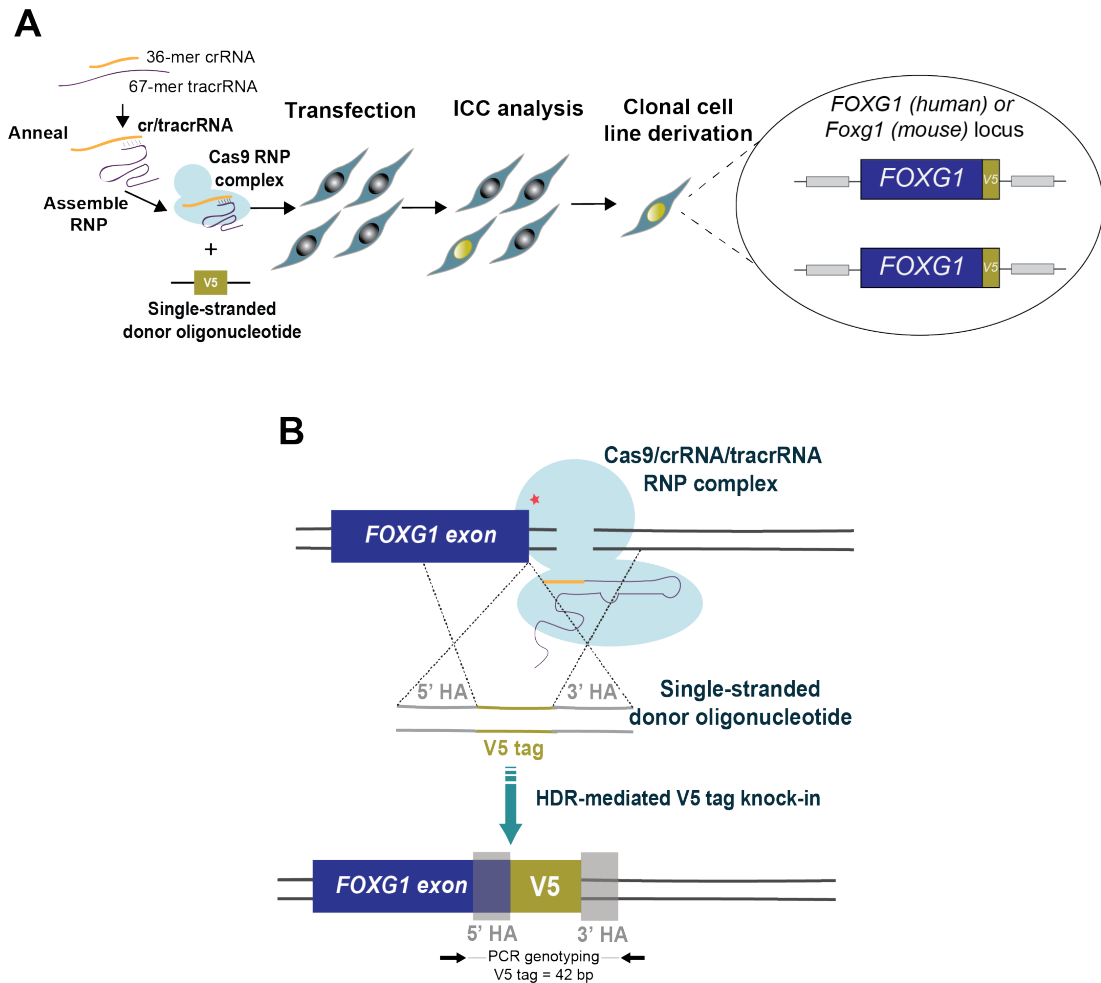 A
36-mer crRNA
67-mer tracrRNA
Anneal
cr/tracrRNA
Cas9 RNP
complex
Assemble
RNP
+
V5
Single-stranded
donor oligonucleotide
Transfection
ICC analysis
Clonal cell
line derivation
FOXG1 (human) or
Foxg1 (mouse) locus
FOXG1
V5
FOXG1
V5
B
Cas9/crRNA/tracrRNA
RNP complex
FOXG1 exon
5’ HA
3’ HA
Single-stranded
donor oligonucleotide
V5 tag
HDR-mediated V5 tag knock-in
FOXG1 exon
V5
5’ HA
3’ HA
PCR genotyping
V5 tag = 42 bp